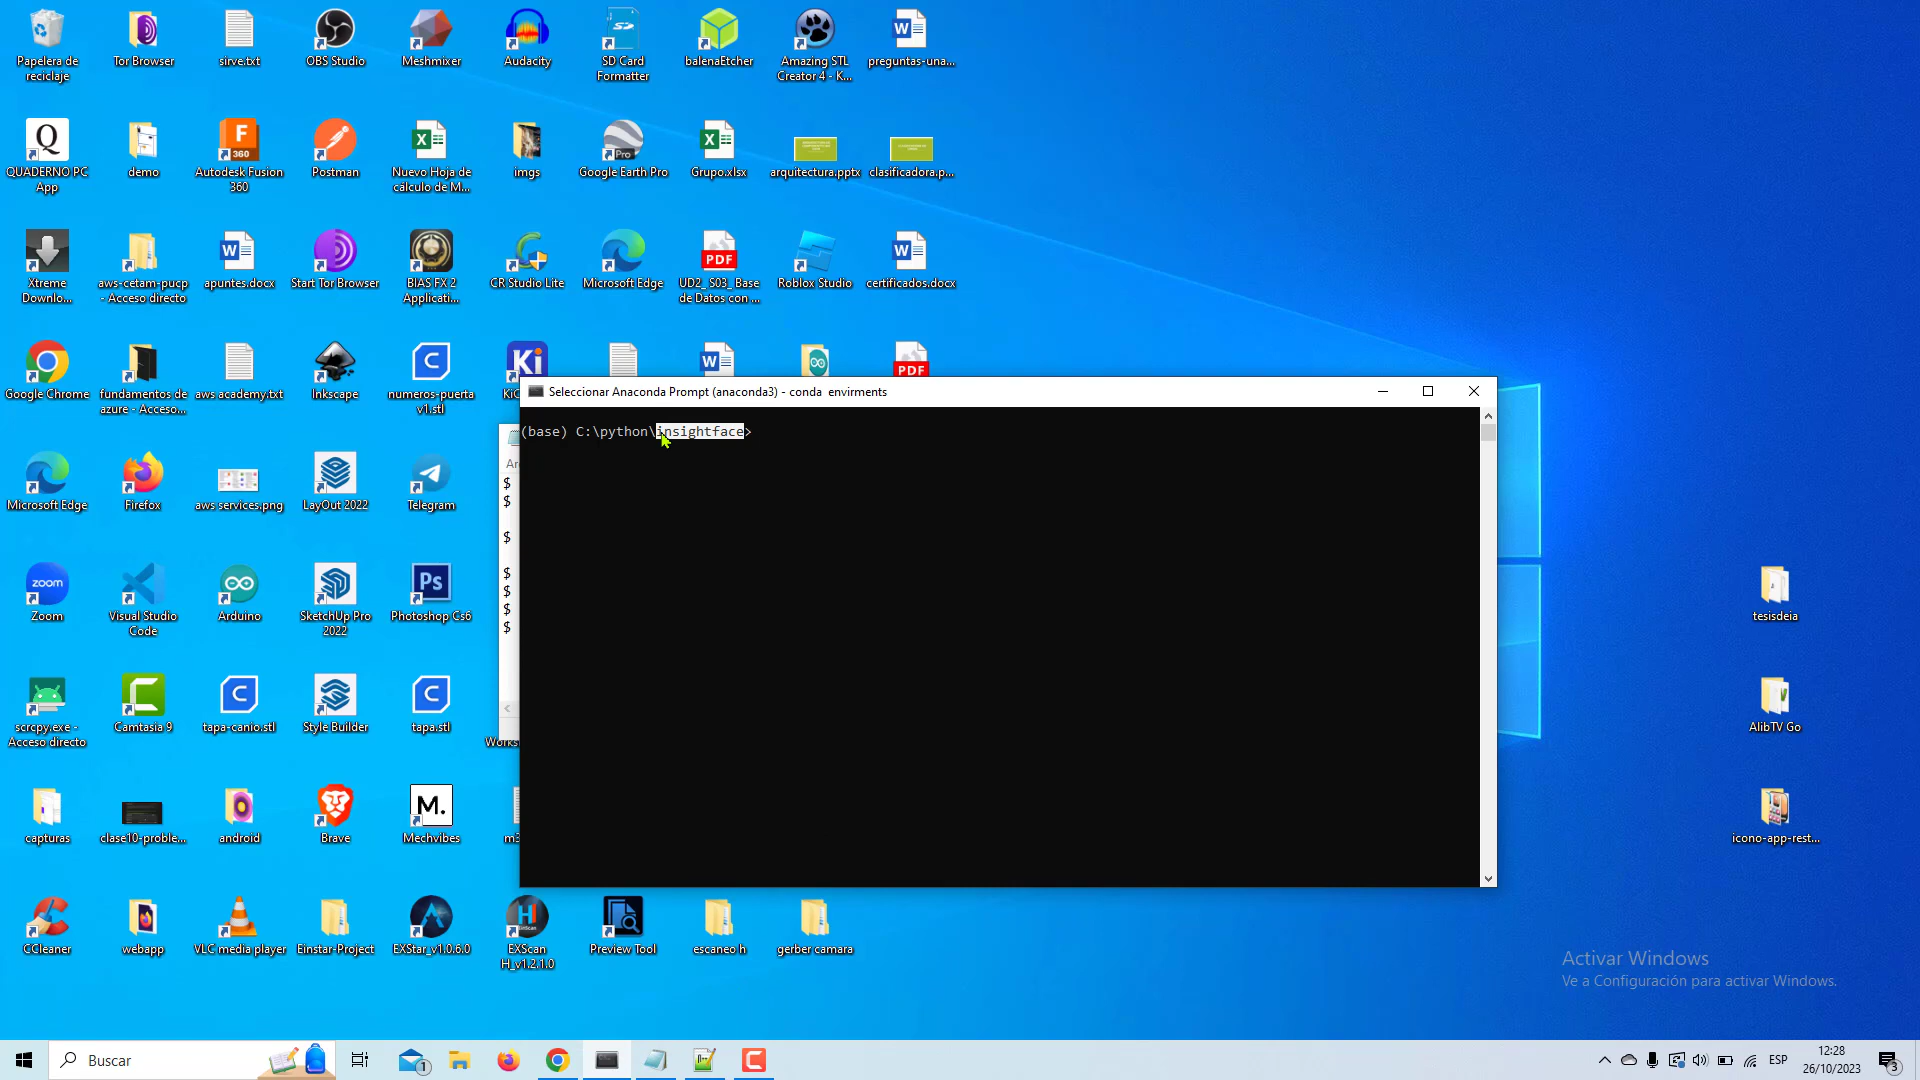 Papelera de
reciclaje
Tor Browser
sirve.txt
OBS Studio
Meshmixer
Audacity
SD Card
Formatter
balenaEtcher
Amazing STL
Creator 4 - K...
preguntas-una...
QUADERNO PC
App
demo
Autodesk Fusion
360
Postman
Nuevo Hoja de
cálculo de M...
imgs
Google Earth Pro
Grupo.xlsx
arquitectura.pptx
clasificadora.p...
Xtreme
Downlo...
aws-cetam-pucp
- Acceso directo
apuntes.docx
Start Tor Browser
BIAS FX 2
Applicati...
CR Studio Lite
Microsoft Edge
UD2_ S03_ Base
de Datos con ...
Roblox Studio
certificados.docx
Google Chrome
fundamentos de
azure - Acceso...
aws academy.txt
Inkscape
numeros-puerta
v1.stl
Seleccionar Anaconda Prompt (anaconda3) - conda  envirments
(base) C:\python\insightface>
$
$
$
$
$
$
$
Microsoft Edge
Firefox
aws services.png
LayOut 2022
Telegram
Zoom
Visual Studio
Code
Arduino
SketchUp Pro
2022
Photoshop Cs6
tesisdeia
scrcpy.exe -
Acceso directo
Camtasia 9
tapa-canio.stl
Style Builder
tapa.stl
AlibTV Go
capturas
clase10-proble...
android
Brave
Mechvibes
icono-app-rest...
CCleaner
webapp
VLC media player
Einstar-Project
EXStar_v1.0.6.0
EXScan
H_v1.2.1.0
Preview Tool
escaneo h
gerber camara
Activar Windows
Ve a Configuración para activar Windows.
Buscar
1
ESP
12:28
26/10/2023
3